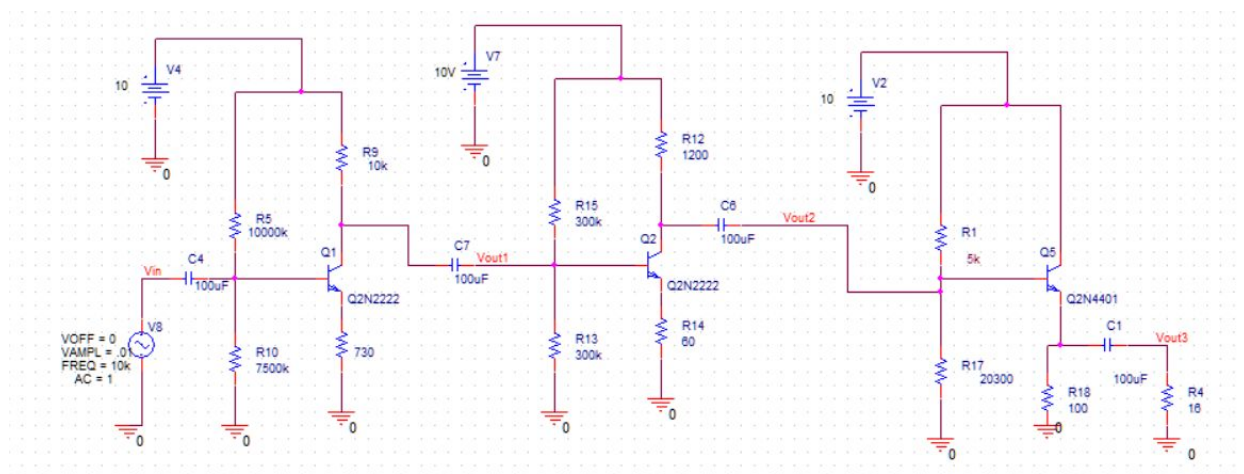 V4
10
0
R9
10k
R5
10000k
Q1
Q2N2222
Vin
C4
100uF
V8
VOFF = 0
VAMPL = .01
FREQ = 10k
AC = 1
0
R10
7500k
0
730
0
V7
10V
0
R12
1200
R15
300k
C7
100uF
Vout1
Q2
Q2N2222
R13
300k
0
R14
60
0
C6
100uF
Vout2
V2
10
0
R1
5k
Q5
Q2N4401
R17
20300
0
C1
100uF
Vout3
R18
100
0
R4
16
0